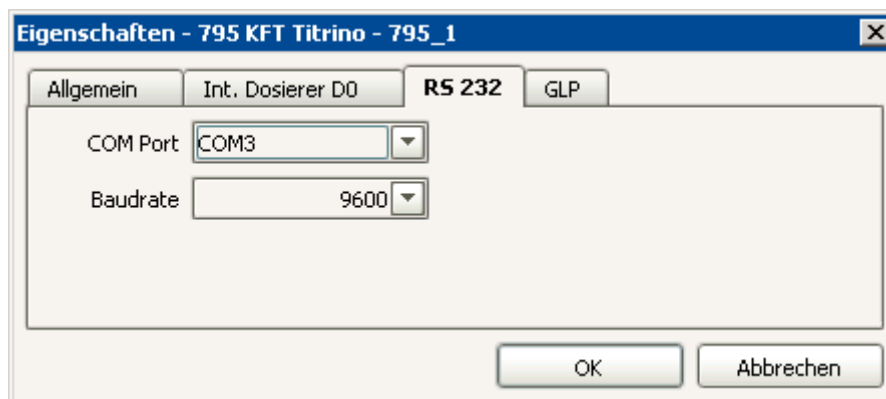 Eigenschaften - 795 KFT Titrino - 795_1
Allgemein Int. Dosierer D0 RS 232 GLP
COM Port COM3
Baudrate 9600
OK Abbrechen